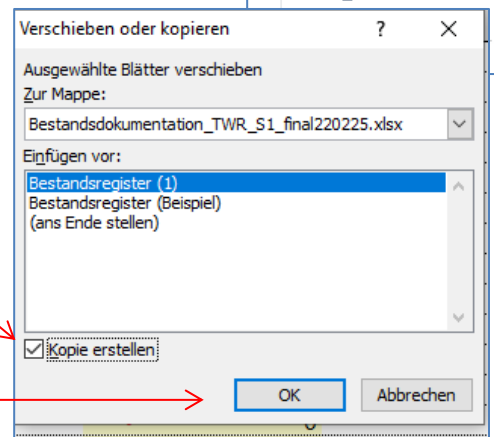 Verschieben oder kopieren ?
Ausgewählte Blätter verschieben
Zur Mappe:
Bestandsdokumentation_TWR_S1_final220225.xlsx
Einfügen vor:
Bestandsregister (1)
Bestandsregister (Beispiel)
(ans Ende stellen)
Kopie erstellen
OK Abbrechen